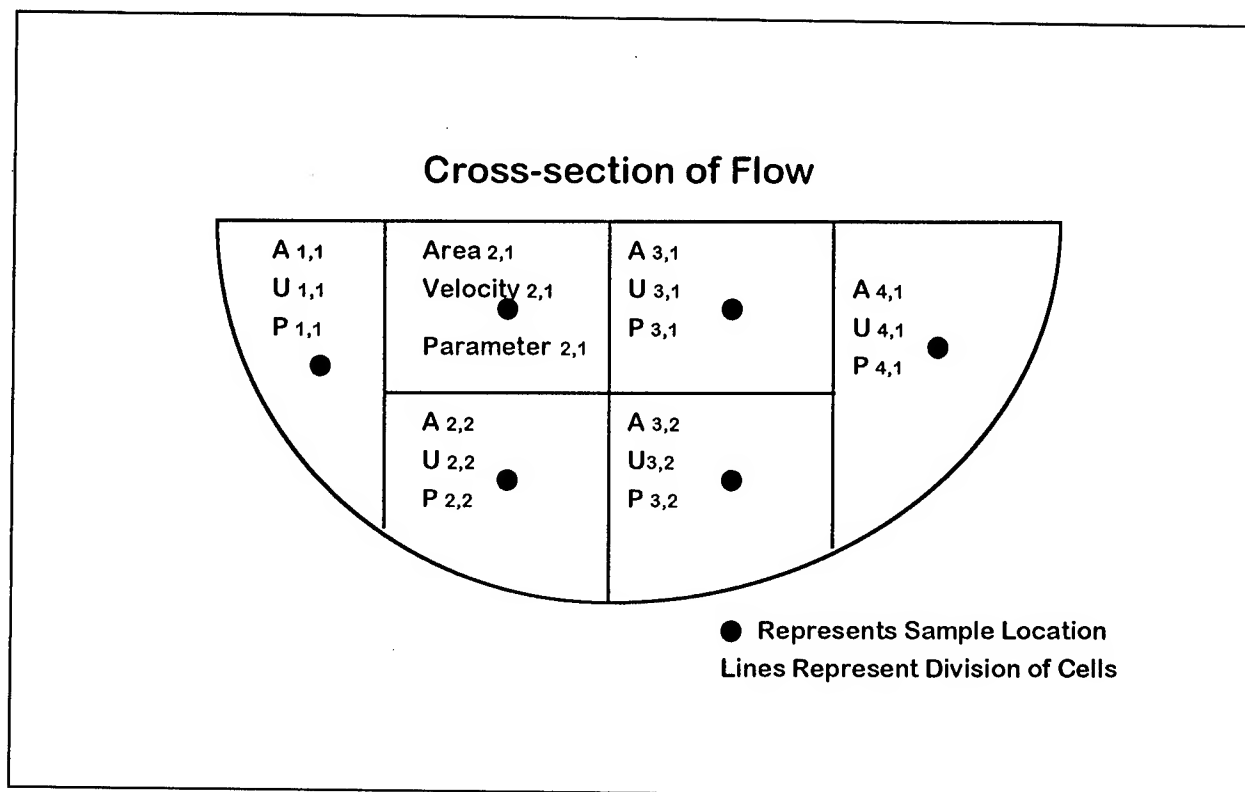 Cross-section of Flow
A 1,1
U 1,1
P 1,1
Area 2,1
Velocity 2,1
Parameter 2,1
A 3,1
U 3,1
P 3,1
A 4,1
U 4,1
P 4,1
A 2,2
U 2,2
P 2,2
A 3,2
U3,2
P 3,2
Represents Sample Location
Lines Represent Division of Cells